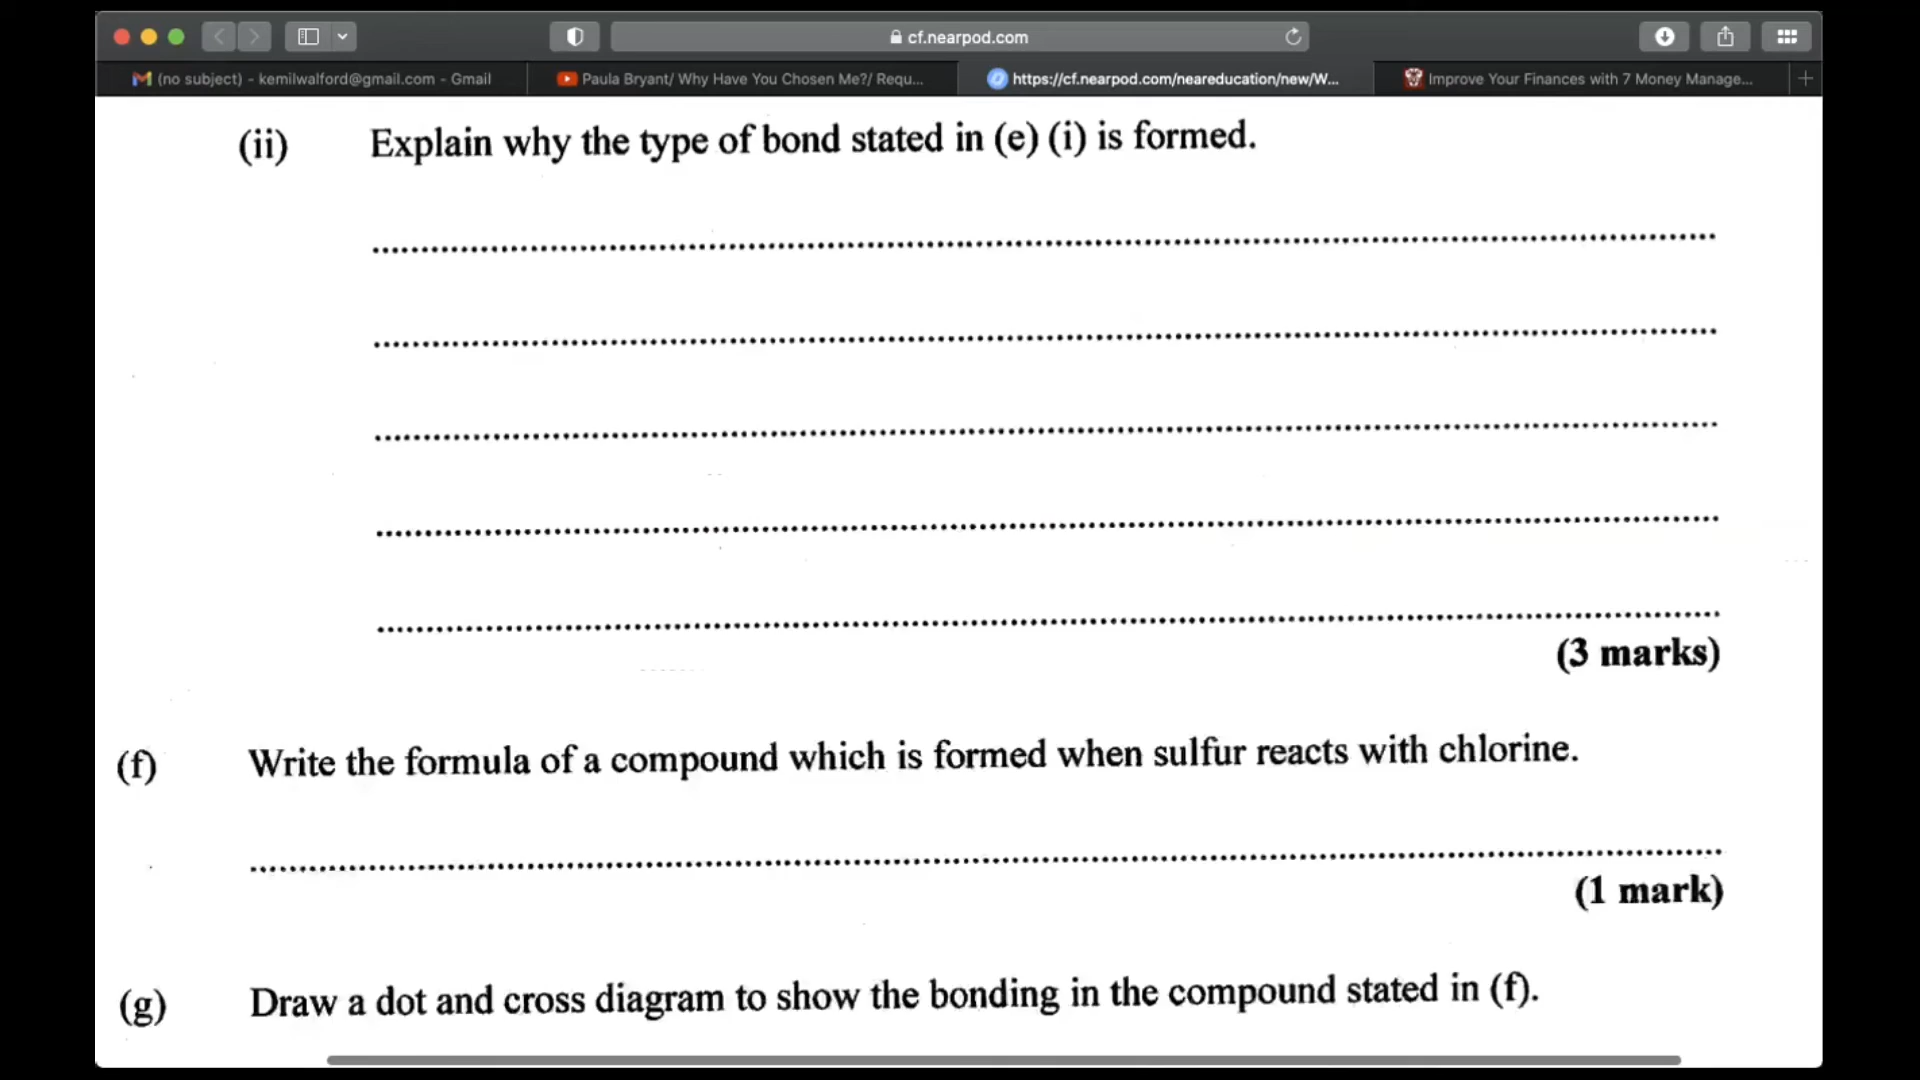 cf.nearpod.com
(no subject) - kemilwalford@gmail.com - Gmail
Paula Bryant/ Why Have You Chosen Me?/ Requ...
https://cf.nearpod.com/neareducation/new/W...
Improve Your Finances with 7 Money Manage...
(ii) Explain why the type of bond stated in (e) (i) is formed.
(3 marks)
(f) Write the formula of a compound which is formed when sulfur reacts with chlorine.
(1 mark)
(g) Draw a dot and cross diagram to show the bonding in the compound stated in (f).